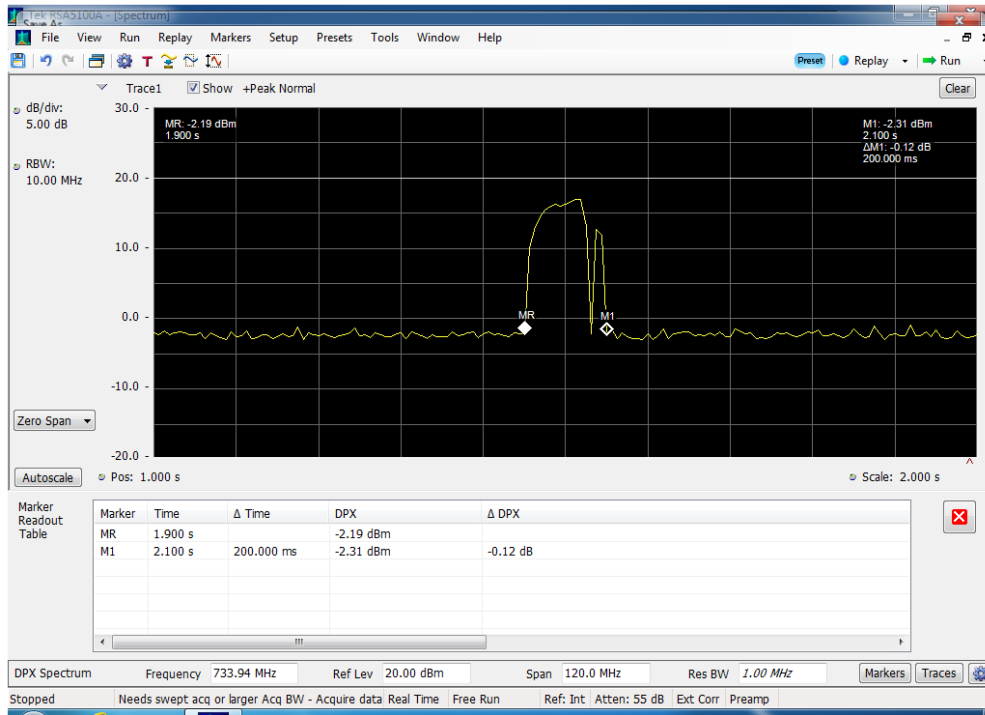 Tek RSA5100A - [Spectrum]
Save As
File View Run Replay Markers Setup Presets Tools Window Help
T Preset Replay Run
Trace1 Show +Peak Normal Clear
dB/div:
5.00 dB
RBW:
10.00 MHz
30.0 -
20.0 -
10.0 -
0.0 -
-10.0 -
-20.0 -
MR: -2.19 dBm
1.900 s
M1: -2.31 dBm
2.100 s
ΔM1: -0.12 dB
200.000 ms
MR
M1
Zero Span
Autoscale Pos: 1.000 s Scale: 2.000 s
Marker
Readout
Table
Marker Time Δ Time DPX Δ DPX
MR 1.900 s -2.19 dBm
M1 2.100 s 200.000 ms -2.31 dBm -0.12 dB
DPX Spectrum Frequency 733.94 MHz Ref Lev 20.00 dBm Span 120.0 MHz Res BW 1.00 MHz Markers Traces
Stopped Needs swept acq or larger Acq BW - Acquire data Real Time Free Run Ref: Int Atten: 55 dB Ext Corr Preamp